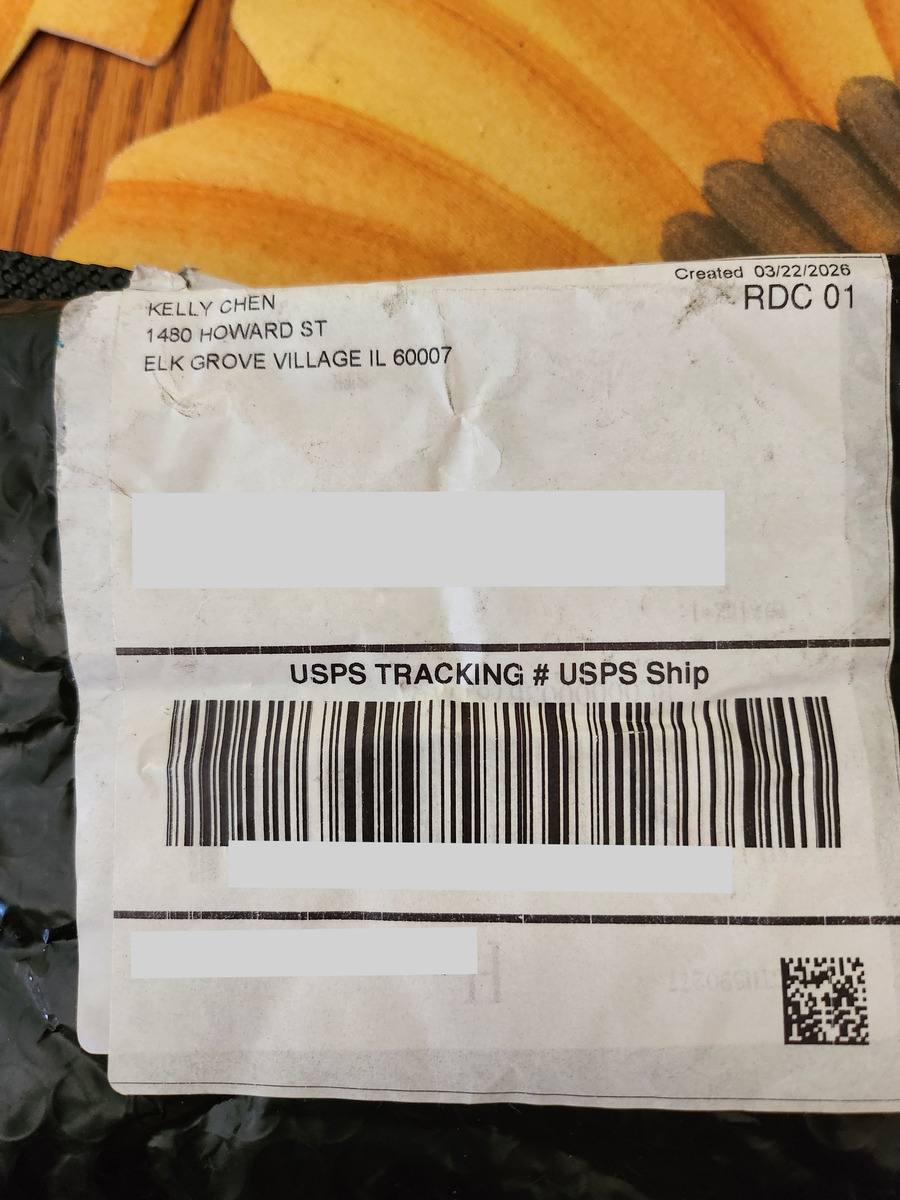 Created 03/22/2026
RDC 01
KELLY CHEN
1480 HOWARD ST
ELK GROVE VILLAGE IL 60007
USPS TRACKING # USPS Ship